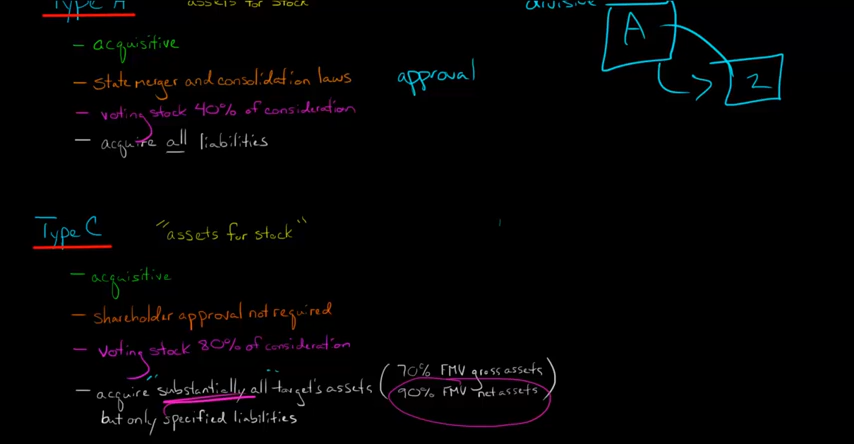 Type A
"assets for stock"
divisive
A
2
- acquisitive
- state merger and consolidation laws
approval
- voting stock 40% of consideration
- acquire all liabilities
Type C
"assets for stock"
- acquisitive
- shareholder approval not required
- voting stock 80% of consideration
- acquire "substantially all" target's assets
but only specified liabilities
(70% FMV gross assets
90% FMV net assets)